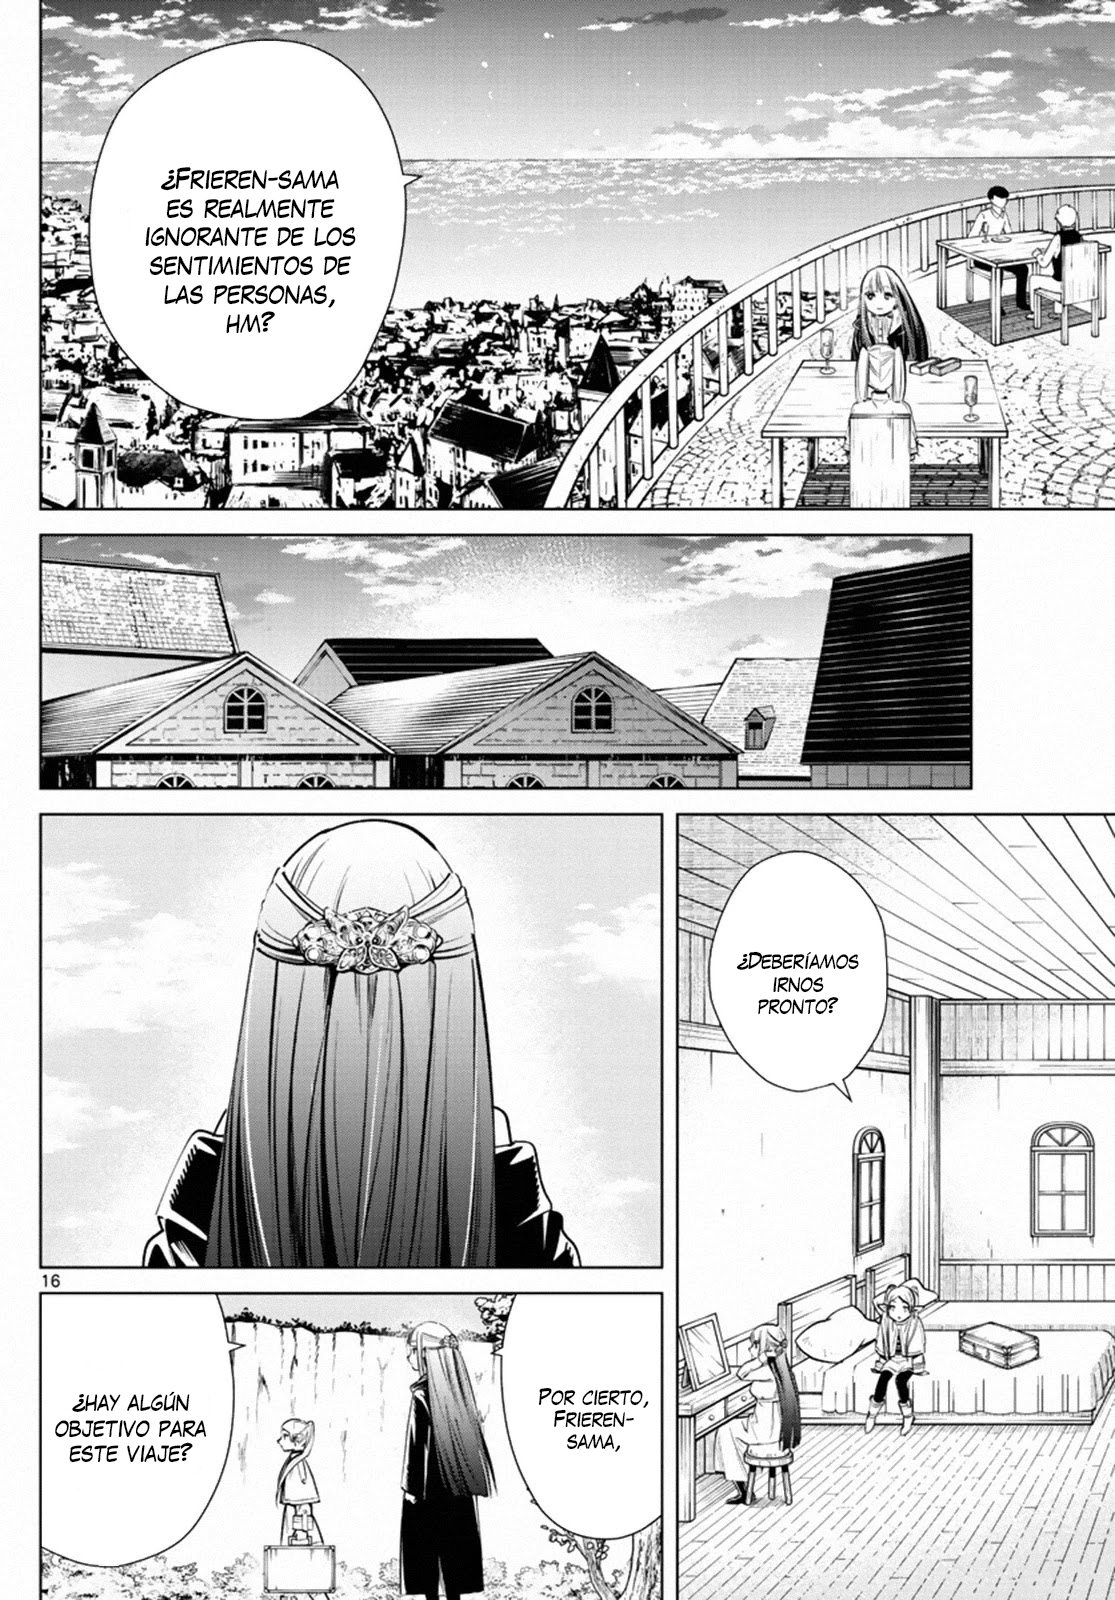 ¿FRIEREN-SAMA
ES REALMENTE
IGNORANTE DE LOS
SENTIMIENTOS DE
LAS PERSONAS,
HM?
¿DEBERÍAMOS
IRNOS
PRONTO?
16
POR CIERTO,
FRIEREN-
SAMA,
¿HAY ALGÚN
OBJETIVO PARA
ESTE VIAJE?